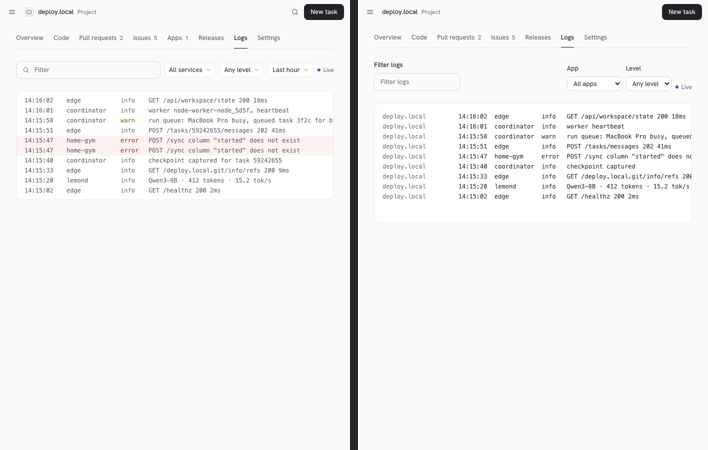 deploy.local Project New task
Overview Code Pull requests 2 Issues 5 Apps 1 Releases Logs Settings
Filter All services Any level Last hour Live
14:16:02 edge info GET /api/workspace/state 200 18ms
14:16:01 coordinator info worker node-worker-node_5d5f… heartbeat
14:15:58 coordinator warn run queue: MacBook Pro busy, queued task 3f2c for b
14:15:51 edge info POST /tasks/59242655/messages 202 41ms
14:15:47 home-gym error POST /sync column "started" does not exist
14:15:47 home-gym error POST /sync column "started" does not exist
14:15:40 coordinator info checkpoint captured for task 59242655
14:15:33 edge info GET /deploy.local.git/info/refs 200 9ms
14:15:20 lemond info Qwen3-8B · 412 tokens · 15.2 tok/s
14:15:02 edge info GET /healthz 200 2ms
deploy.local Project New task
Overview Code Pull requests 2 Issues 5 Releases Logs Settings
Filter logs App Level
Filter logs All apps Any level Live
deploy.local 14:16:02 edge info GET /api/workspace/state 200 18ms
deploy.local 14:16:01 coordinator info worker heartbeat
deploy.local 14:15:58 coordinator warn run queue: MacBook Pro busy, queued
deploy.local 14:15:51 edge info POST /tasks/messages 202 41ms
deploy.local 14:15:47 home-gym error POST /sync column "started" does no
deploy.local 14:15:40 coordinator info checkpoint captured
deploy.local 14:15:33 edge info GET /deploy.local.git/info/refs 200
deploy.local 14:15:20 lemond info Qwen3-8B · 412 tokens · 15.2 tok/s
deploy.local 14:15:02 edge info GET /healthz 200 2ms